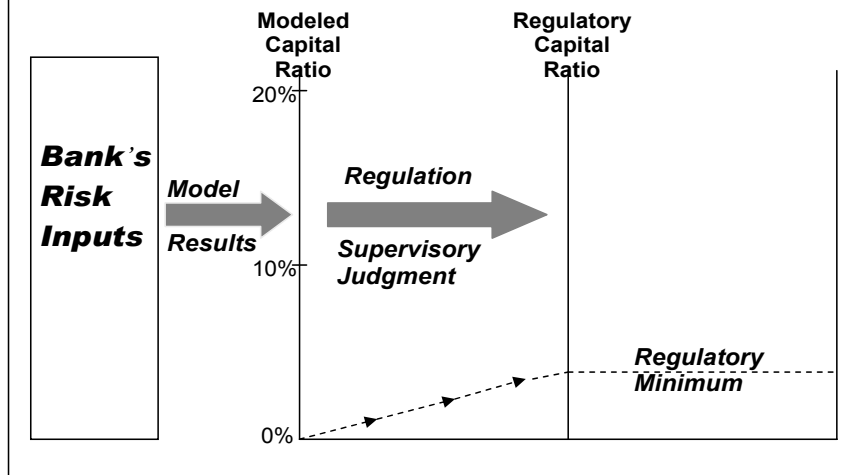 Modeled
Capital
Ratio
Regulatory
Capital
Ratio
20%
Bank's
Risk
Inputs
Model
Results
Regulation
Supervisory
Judgment
10%
Regulatory
Minimum
0%